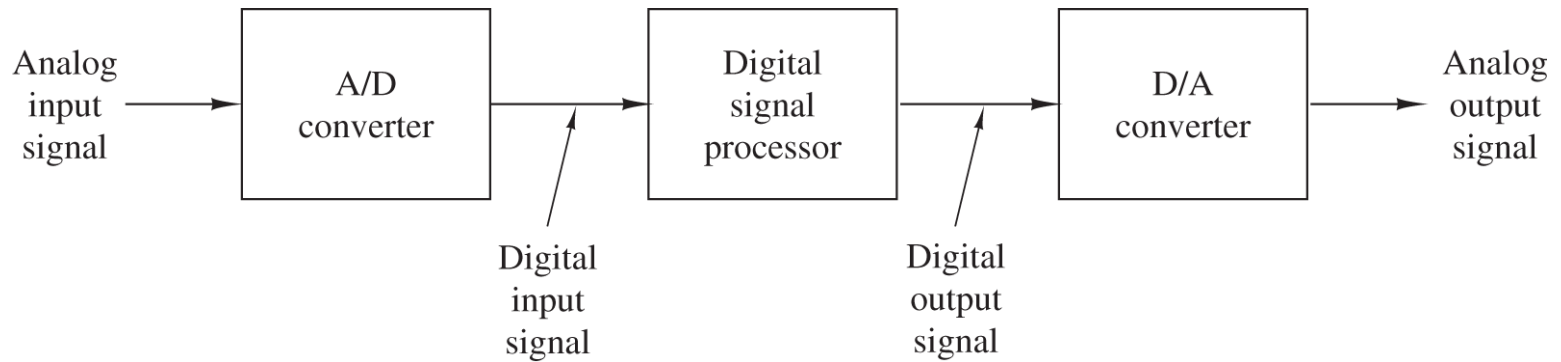 Analog
input
signal
A/D
converter
Digital
signal
processor
D/A
converter
Analog
output
signal
Digital
input
signal
Digital
output
signal